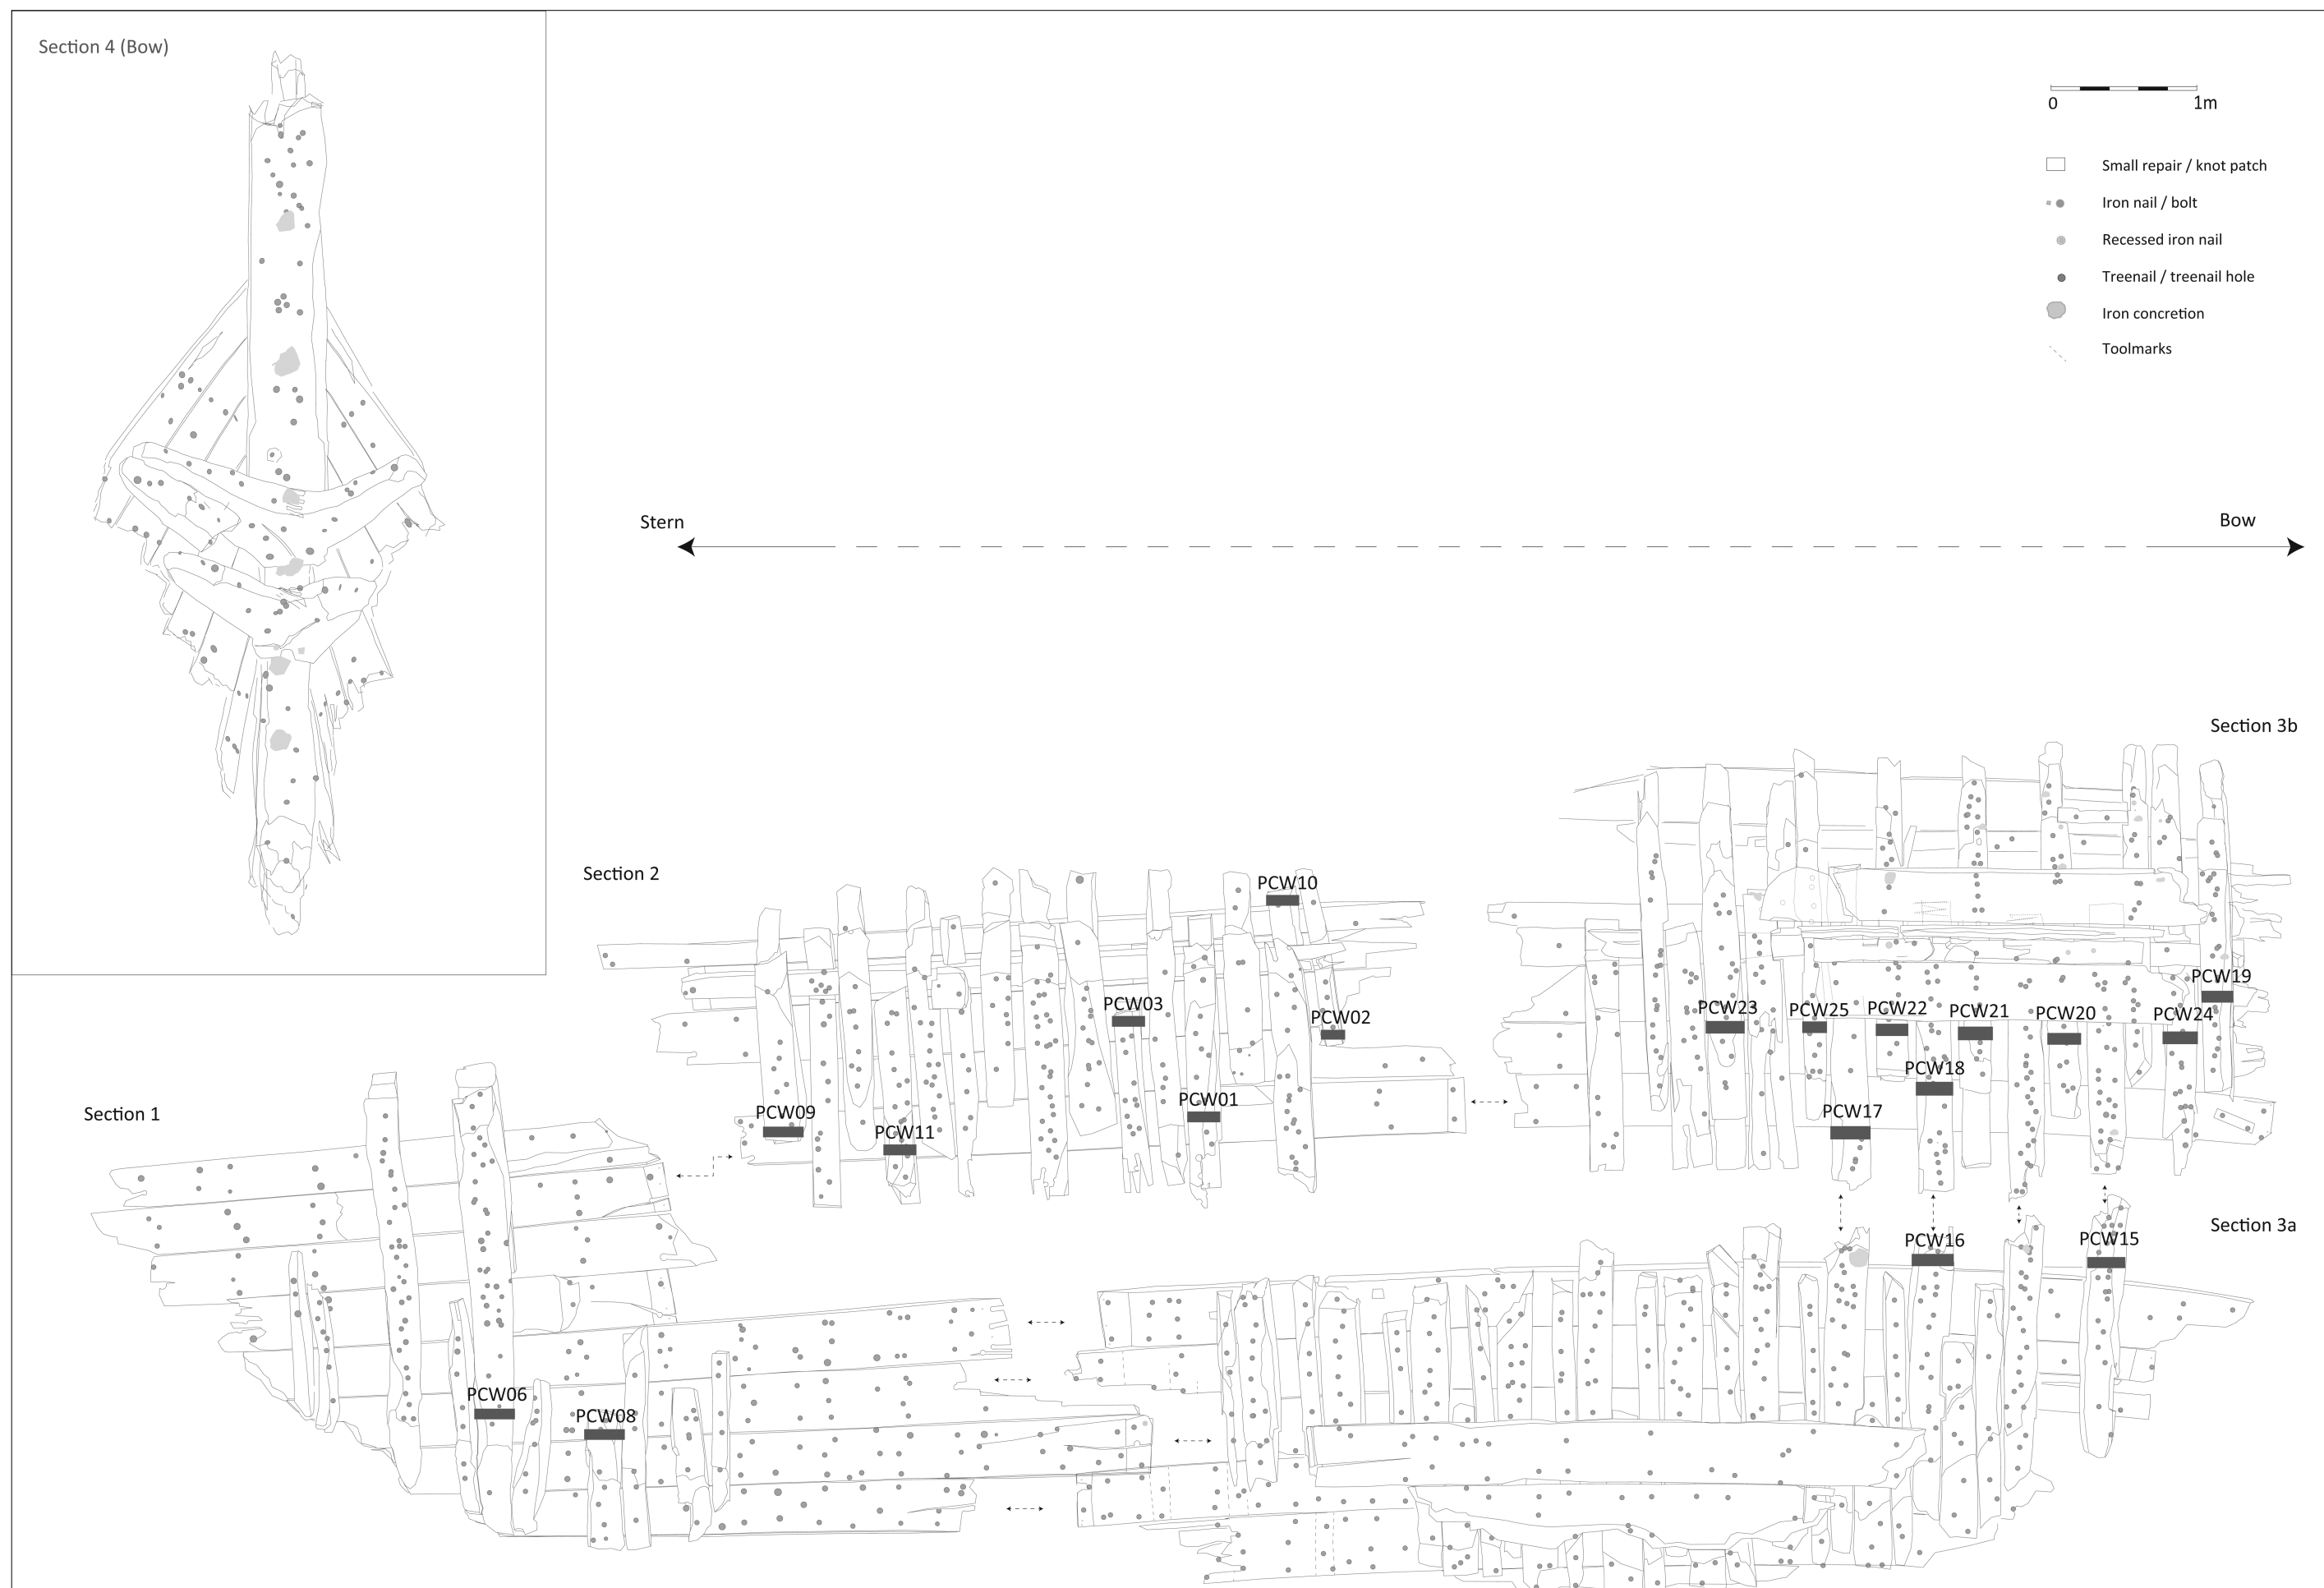 Section 4 (Bow)
0 1m
Small repair / knot patch
Iron nail / bolt
Recessed iron nail
Treenail / treenail hole
Iron concretion
Toolmarks
Stern
Bow
Section 3b
Section 2
PCW10
PCW19
PCW03
PCW02
PCW23
PCW25
PCW22
PCW21
PCW20
PCW24
PCW18
PCW01
Section 1
PCW09
PCW11
PCW17
Section 3a
PCW16
PCW15
PCW06
PCW08